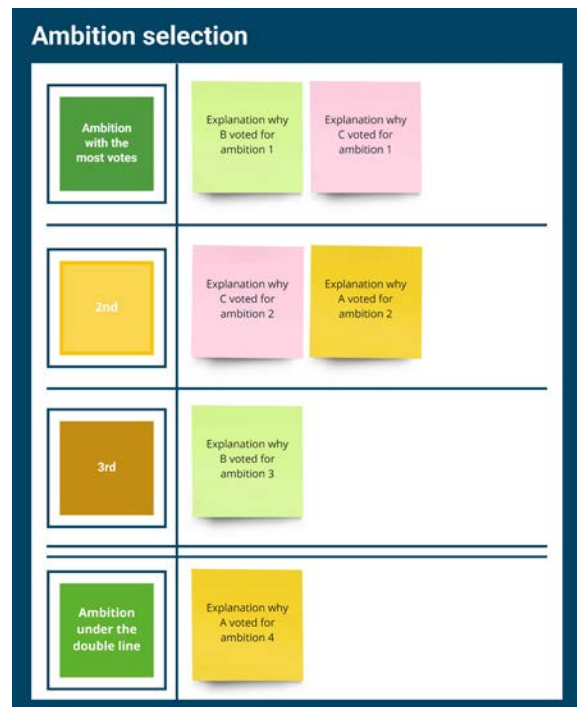 Ambition selection
Ambition
with the
most votes
Explanation why
B voted for
ambition 1
Explanation why
C voted for
ambition 1
2nd
Explanation why
C voted for
ambition 2
Explanation why
A voted for
ambition 2
3rd
Explanation why
B voted for
ambition 3
Ambition
under the
double line
Explanation why
A voted for
ambition 4